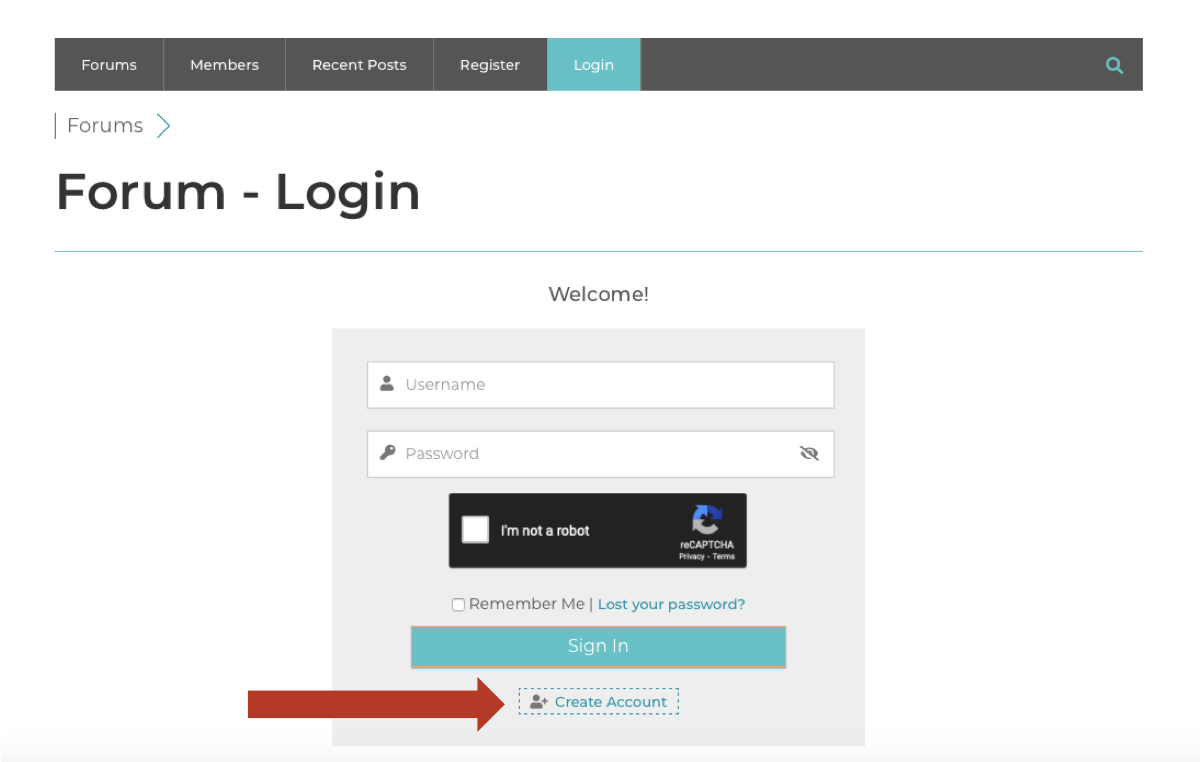 Forums Members Recent Posts Register Login
Forums
Forum - Login
Welcome!
Username
Password
I'm not a robot
reCAPTCHA
Privacy - Terms
Remember Me | Lost your password?
Sign In
Create Account